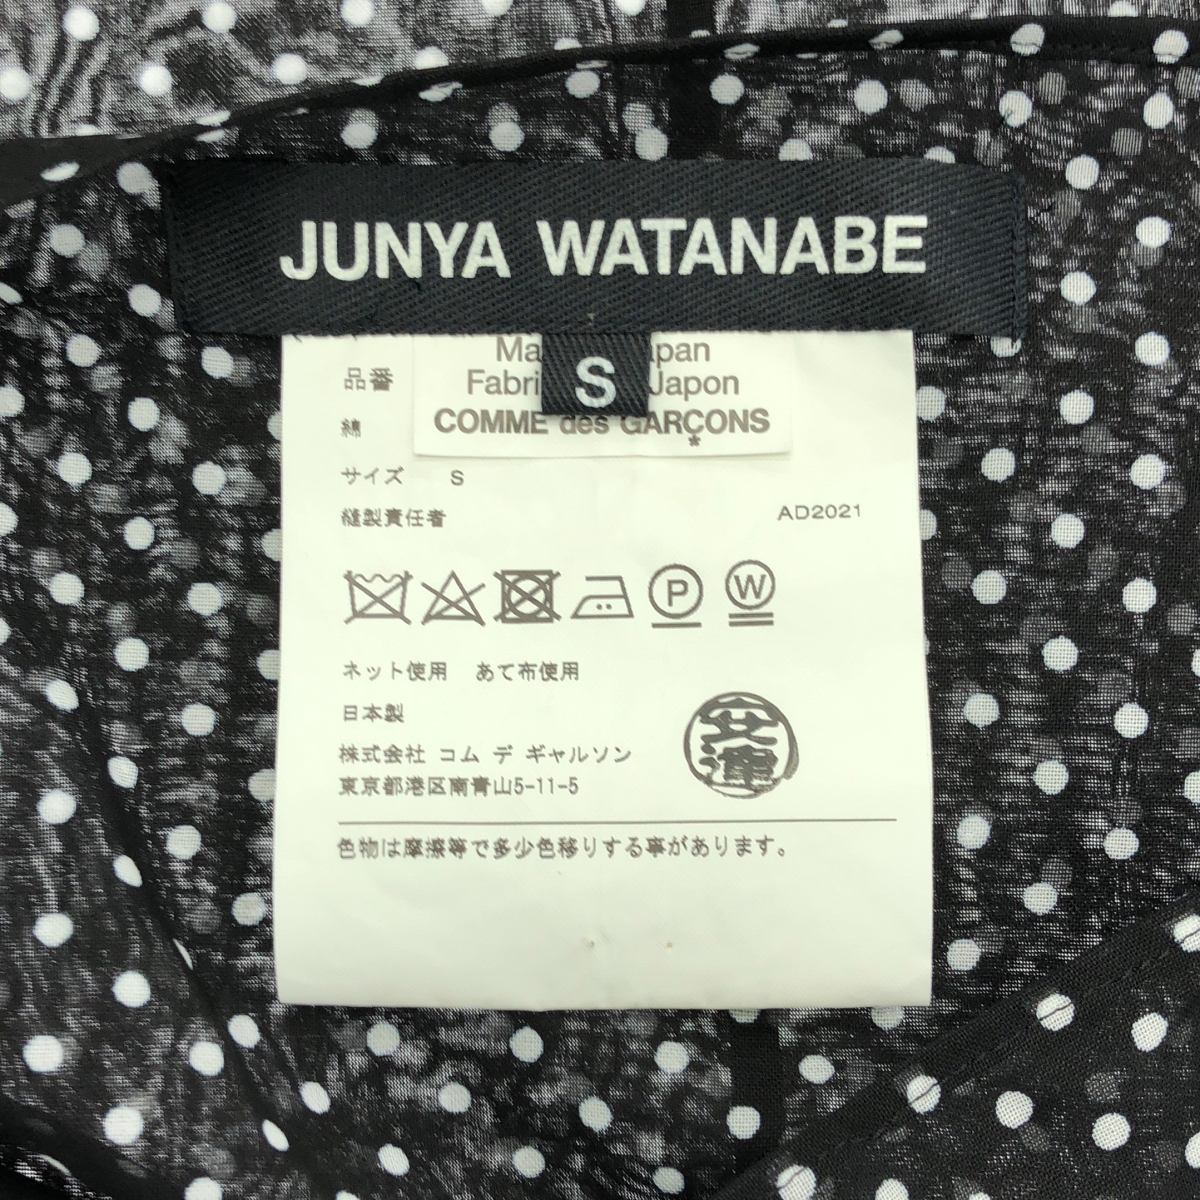 JUNYA WATANABE
S
Japon
COMME des GARÇONS
*
品番
綿
サイズ S
縫製責任者 AD2021
P W
ネット使用 あて布使用
日本製
株式会社 コム デ ギャルソン
東京都港区南青山5-11-5
色物は摩擦等で多少色移りする事があります。